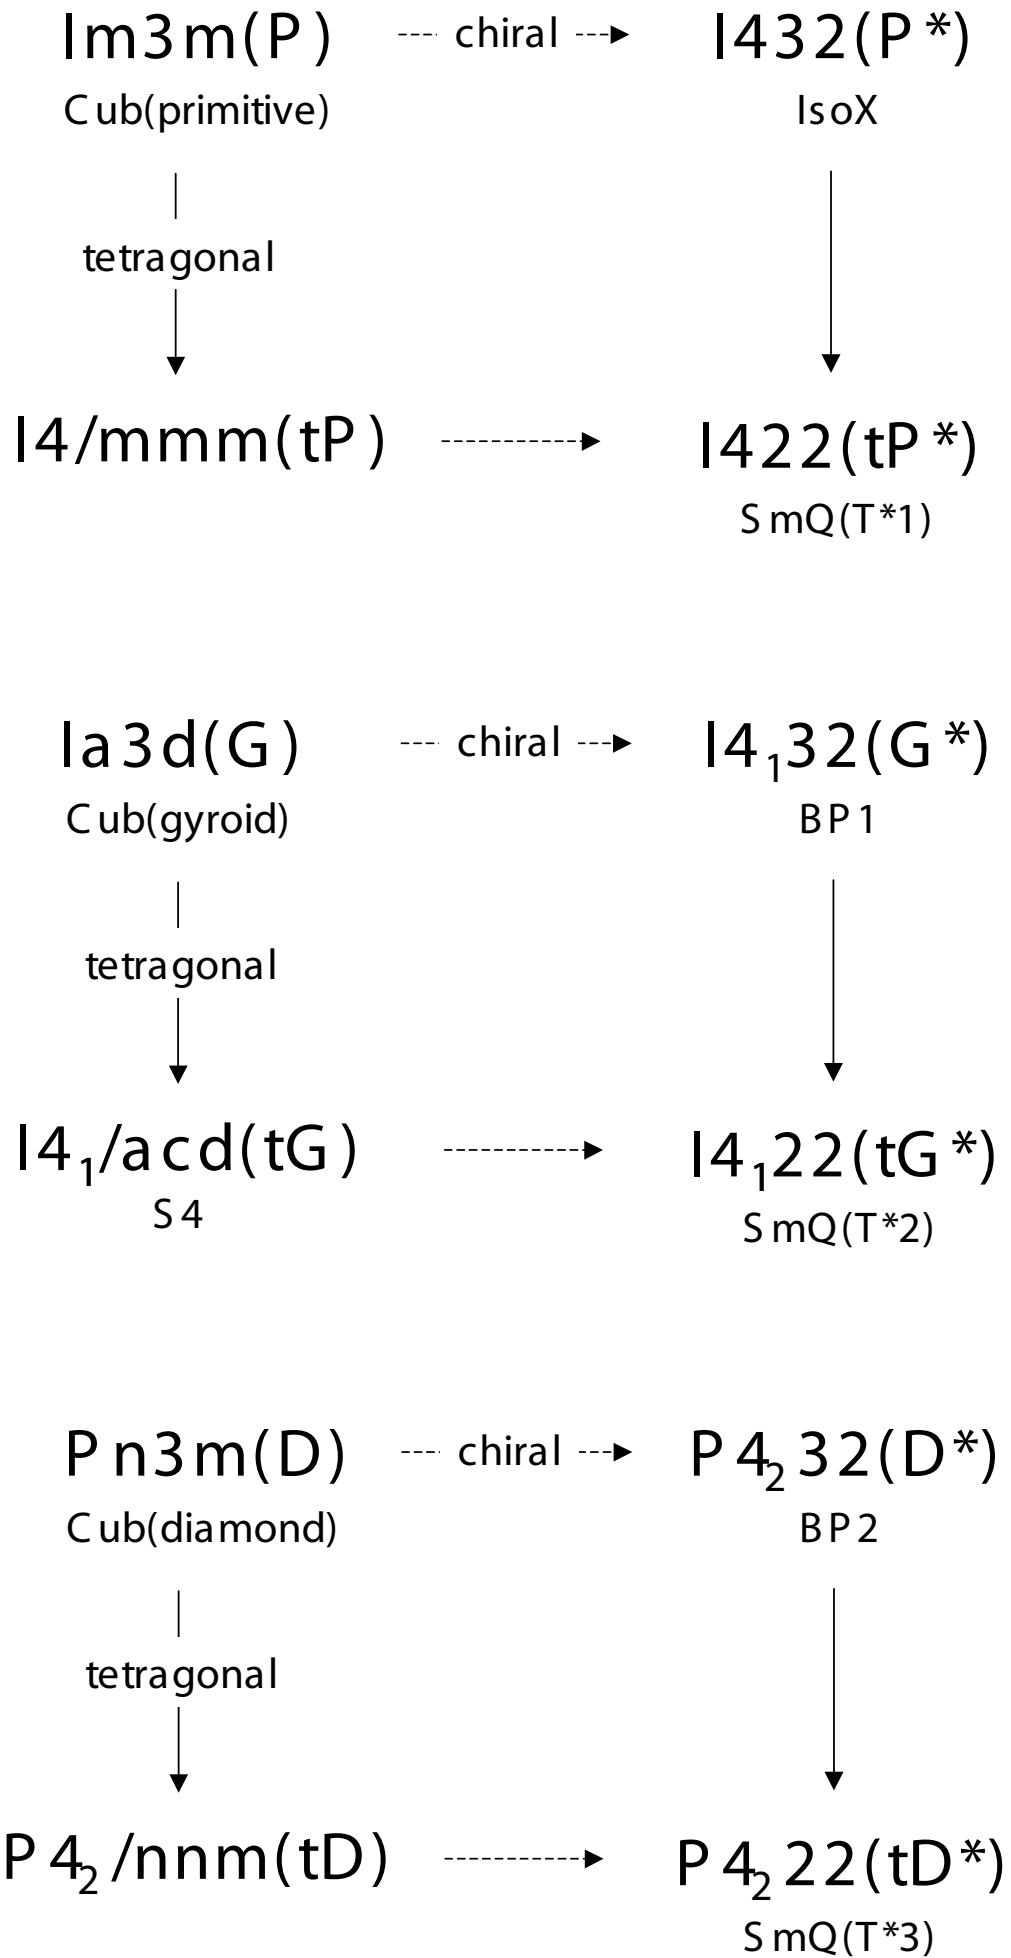 Im3m(P) chiral I432(P*)
Cub(primitive) IsoX
tetragonal
I4/mmm(tP) I422(tP*)
SmQ(T*1)
Ia3d(G) chiral I4₁32(G*)
Cub(gyroid) BP1
tetragonal
I4₁/acd(tG) I4₁22(tG*)
S4 SmQ(T*2)
Pn3m(D) chiral P4₂32(D*)
Cub(diamond) BP2
tetragonal
P4₂/nnm(tD) P4₂22(tD*)
SmQ(T*3)